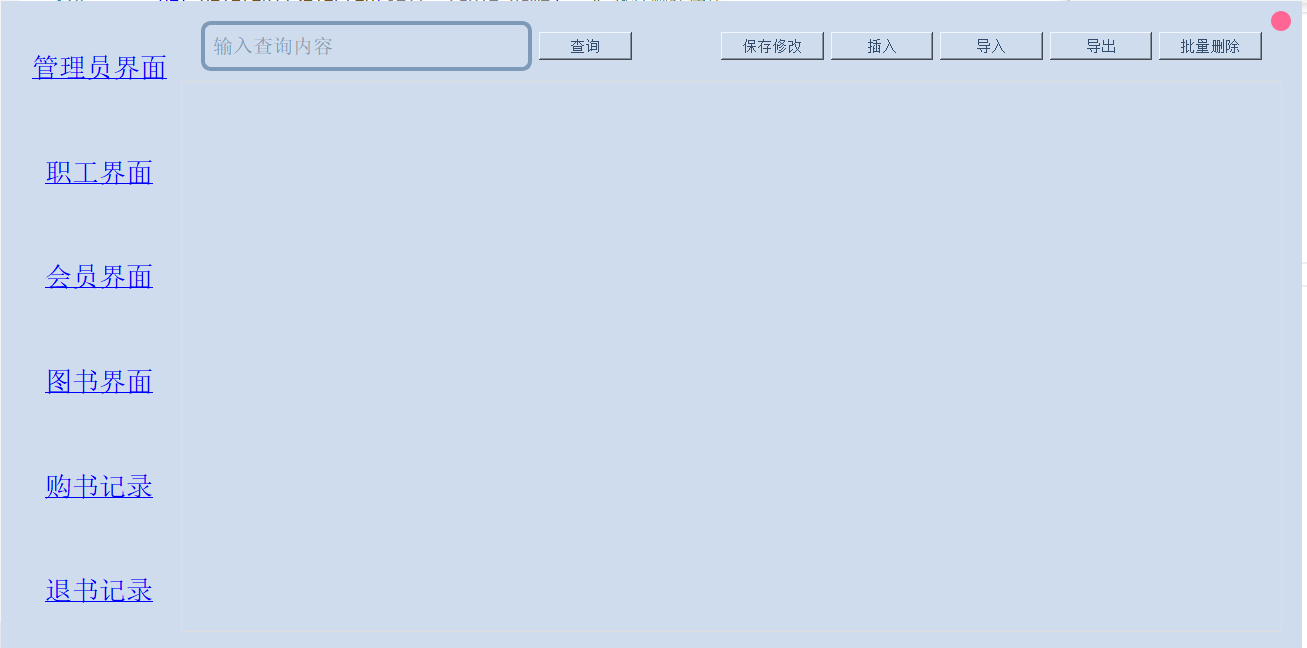 输入查询内容
查询
保存修改
插入
导入
导出
批量删除
管理员界面
职工界面
会员界面
图书界面
购书记录
退书记录